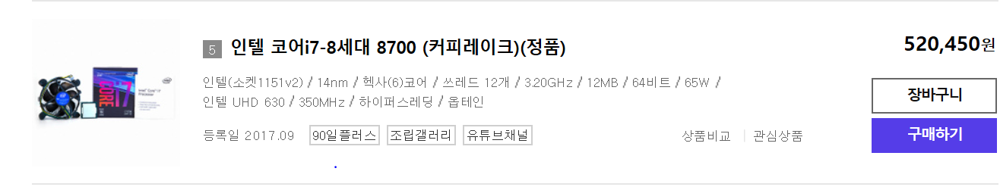 5 인텔 코어i7-8세대 8700 (커피레이크)(정품)
520,450원
인텔(소켓1151v2) / 14nm / 헥사(6)코어 / 쓰레드 12개 / 3.20GHz / 12MB / 64비트 / 65W /
인텔 UHD 630 / 350MHz / 하이퍼스레딩 / 옵테인
장바구니
구매하기
등록일 2017.09 90일플러스 조립갤러리 유튜브채널 상품비교 | 관심상품
CORE i7